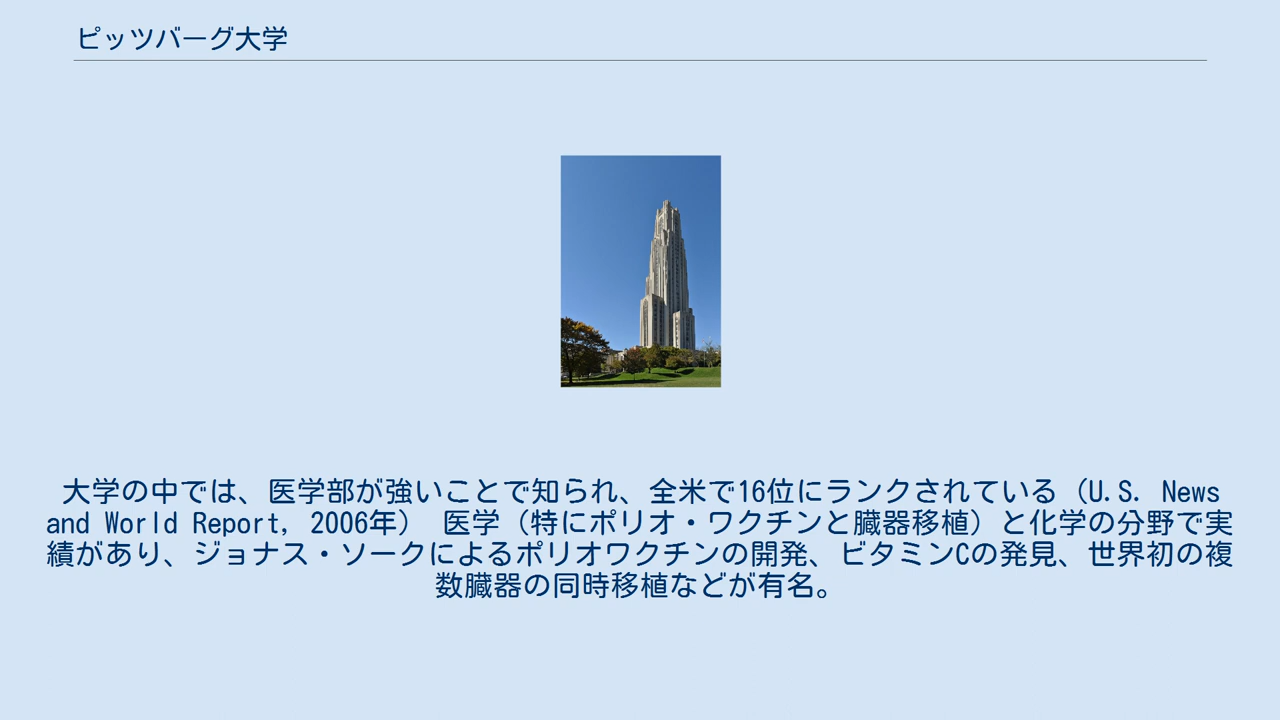 ピッツバーグ大学
大学の中では、医学部が強いことで知られ、全米で16位にランクされている（U.S. News
and World Report, 2006年） 医学（特にポリオ・ワクチンと臓器移植）と化学の分野で実
績があり、ジョナス・ソークによるポリオワクチンの開発、ビタミンCの発見、世界初の複
数臓器の同時移植などが有名。